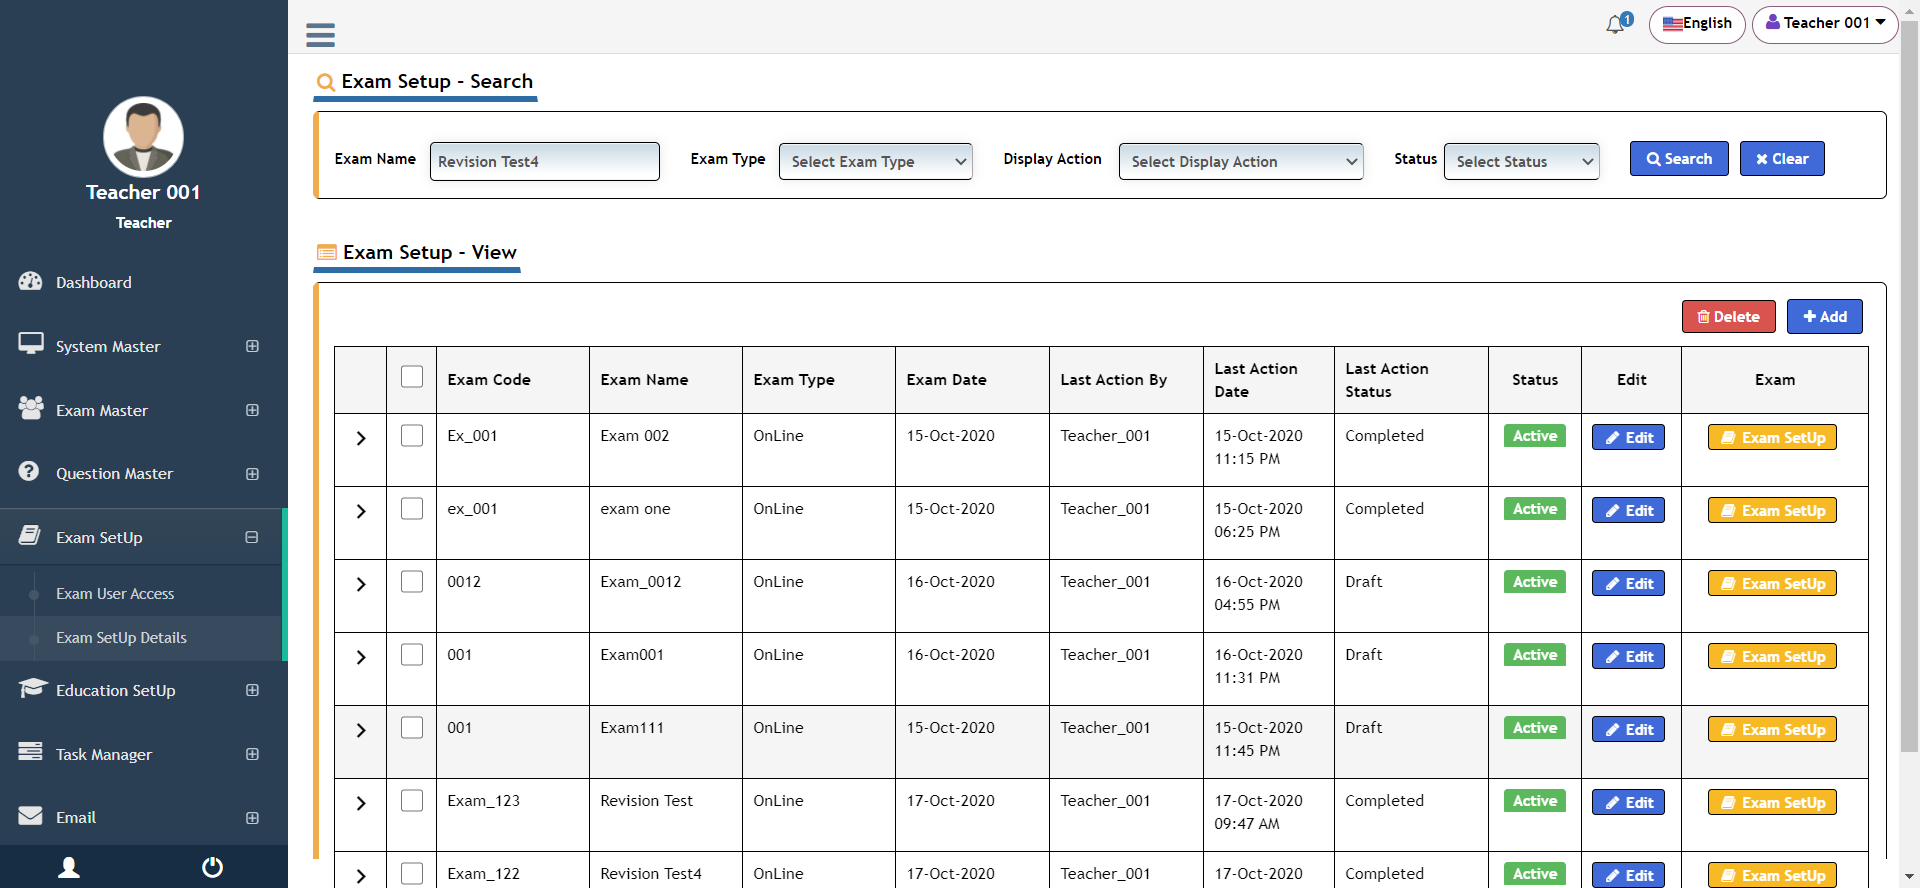 1
English
Teacher 001
Teacher 001
Teacher
Dashboard
System Master
Exam Master
Question Master
Exam SetUp
Exam User Access
Exam SetUp Details
Education SetUp
Task Manager
Email
Exam Setup - Search
Exam Name Revision Test4 Exam Type Select Exam Type Display Action Select Display Action Status Select Status Search Clear
Exam Setup - View
Delete Add
Exam Code Exam Name Exam Type Exam Date Last Action By Last Action Date Last Action Status Status Edit Exam
Ex_001 Exam 002 OnLine 15-Oct-2020 Teacher_001 15-Oct-2020 11:15 PM Completed Active Edit Exam SetUp
ex_001 exam one OnLine 15-Oct-2020 Teacher_001 15-Oct-2020 06:25 PM Completed Active Edit Exam SetUp
0012 Exam_0012 OnLine 16-Oct-2020 Teacher_001 16-Oct-2020 04:55 PM Draft Active Edit Exam SetUp
001 Exam001 OnLine 16-Oct-2020 Teacher_001 16-Oct-2020 11:31 PM Draft Active Edit Exam SetUp
001 Exam111 OnLine 15-Oct-2020 Teacher_001 15-Oct-2020 11:45 PM Draft Active Edit Exam SetUp
Exam_123 Revision Test OnLine 17-Oct-2020 Teacher_001 17-Oct-2020 09:47 AM Completed Active Edit Exam SetUp
Exam_122 Revision Test4 OnLine 17-Oct-2020 Teacher_001 17-Oct-2020 Completed Active Edit Exam SetUp